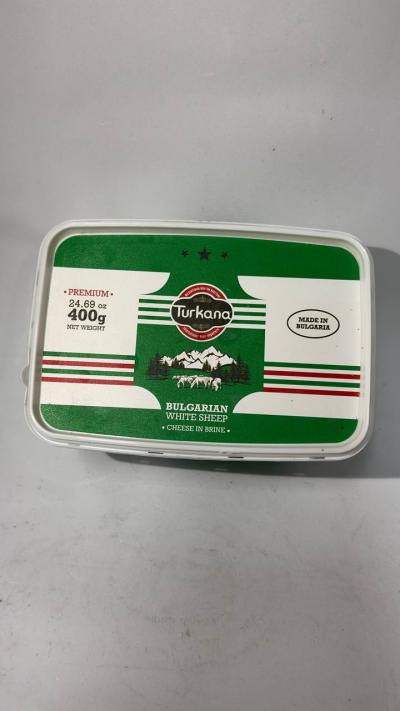 • PREMIUM •
24.69 oz
400g
NET WEIGHT
Turkana
MADE IN
BULGARIA
BULGARIAN
WHITE SHEEP
• CHEESE IN BRINE •